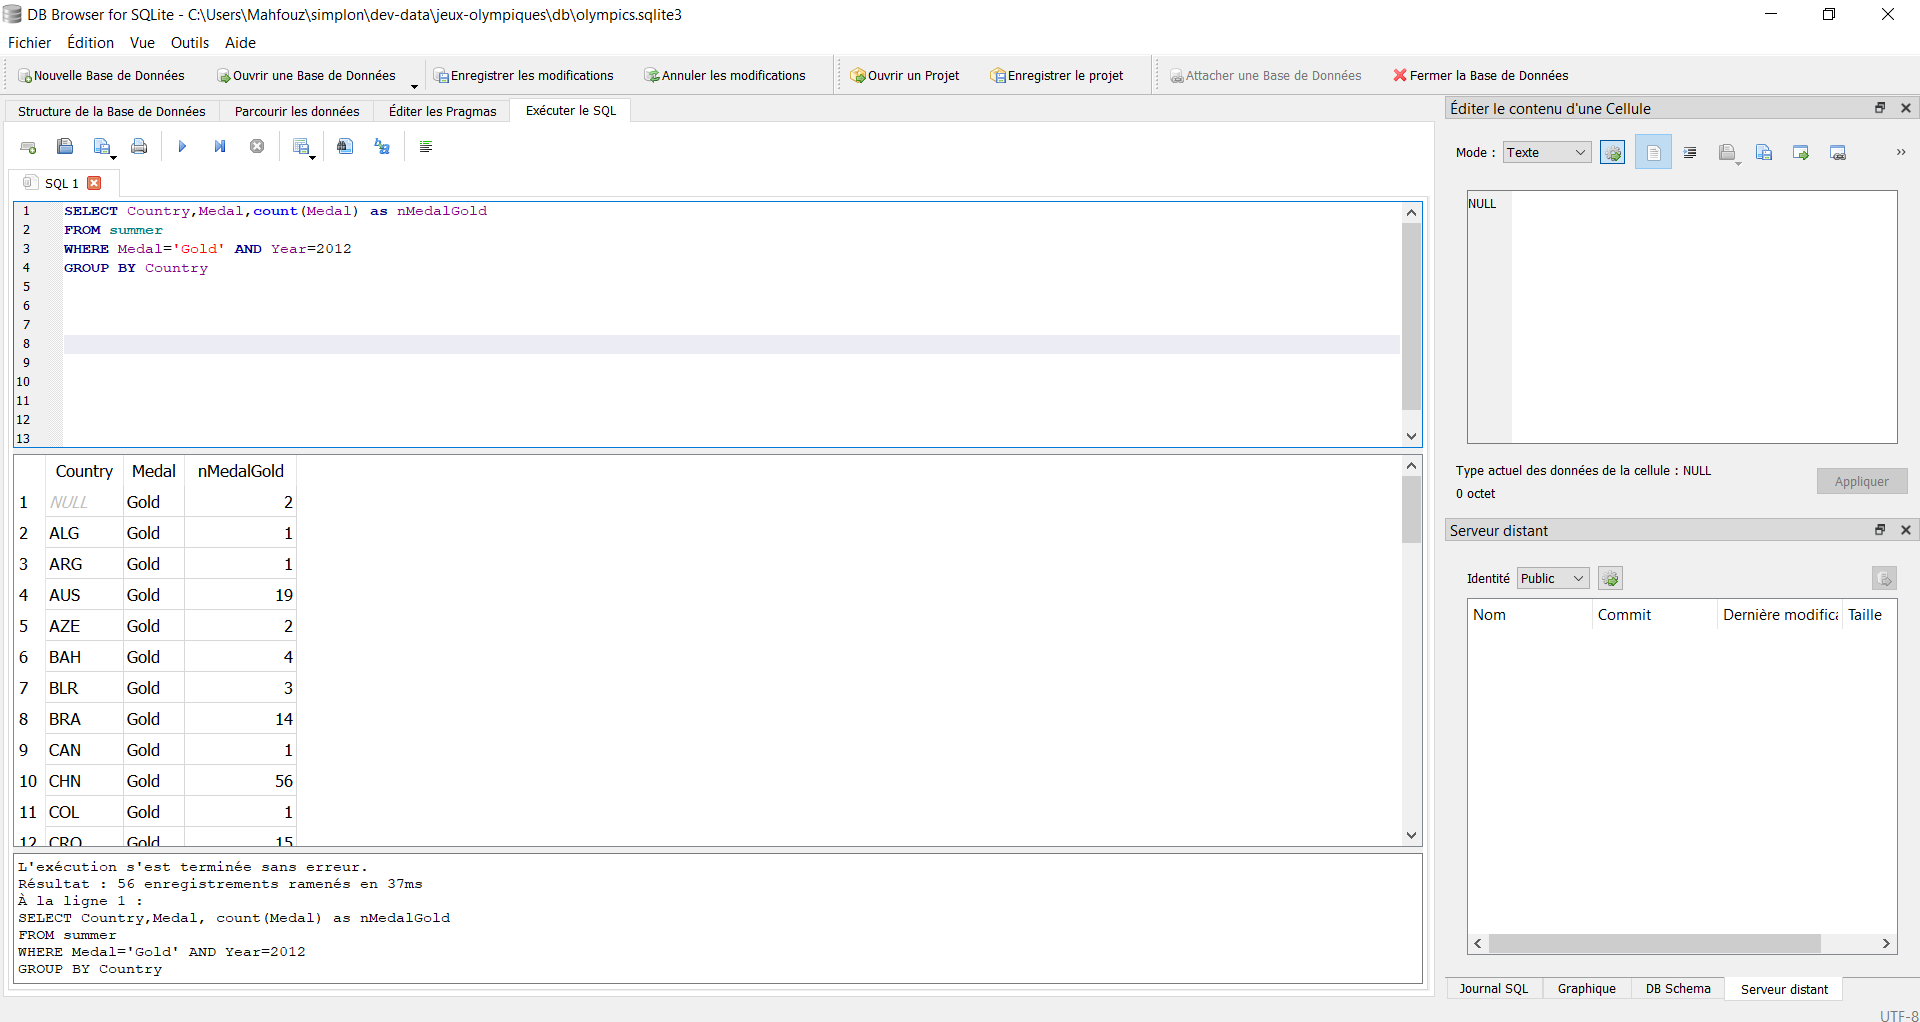 DB Browser for SQLite - C:\Users\Mahfouz\simplon\dev-data\jeux-olympiques\db\olympics.sqlite3
Fichier Édition Vue Outils Aide
Nouvelle Base de Données Ouvrir une Base de Données Enregistrer les modifications Annuler les modifications Ouvrir un Projet Enregistrer le projet Attacher une Base de Données Fermer la Base de Données
Structure de la Base de Données Parcourir les données Éditer les Pragmas Exécuter le SQL
SQL 1
1 SELECT Country,Medal,count(Medal) as nMedalGold
2 FROM summer
3 WHERE Medal='Gold' AND Year=2012
4 GROUP BY Country
5
6
7
8
9
10
11
12
13
Country Medal nMedalGold
1 NULL Gold 2
2 ALG Gold 1
3 ARG Gold 1
4 AUS Gold 19
5 AZE Gold 2
6 BAH Gold 4
7 BLR Gold 3
8 BRA Gold 14
9 CAN Gold 1
10 CHN Gold 56
11 COL Gold 1
12 CRO Gold 15
L'exécution s'est terminée sans erreur.
Résultat : 56 enregistrements ramenés en 37ms
À la ligne 1 :
SELECT Country,Medal, count(Medal) as nMedalGold
FROM summer
WHERE Medal='Gold' AND Year=2012
GROUP BY Country
Éditer le contenu d'une Cellule
Mode : Texte
NULL
Type actuel des données de la cellule : NULL
0 octet
Appliquer
Serveur distant
Identité Public
Nom Commit Dernière modifica Taille
Journal SQL Graphique DB Schema Serveur distant
UTF-8